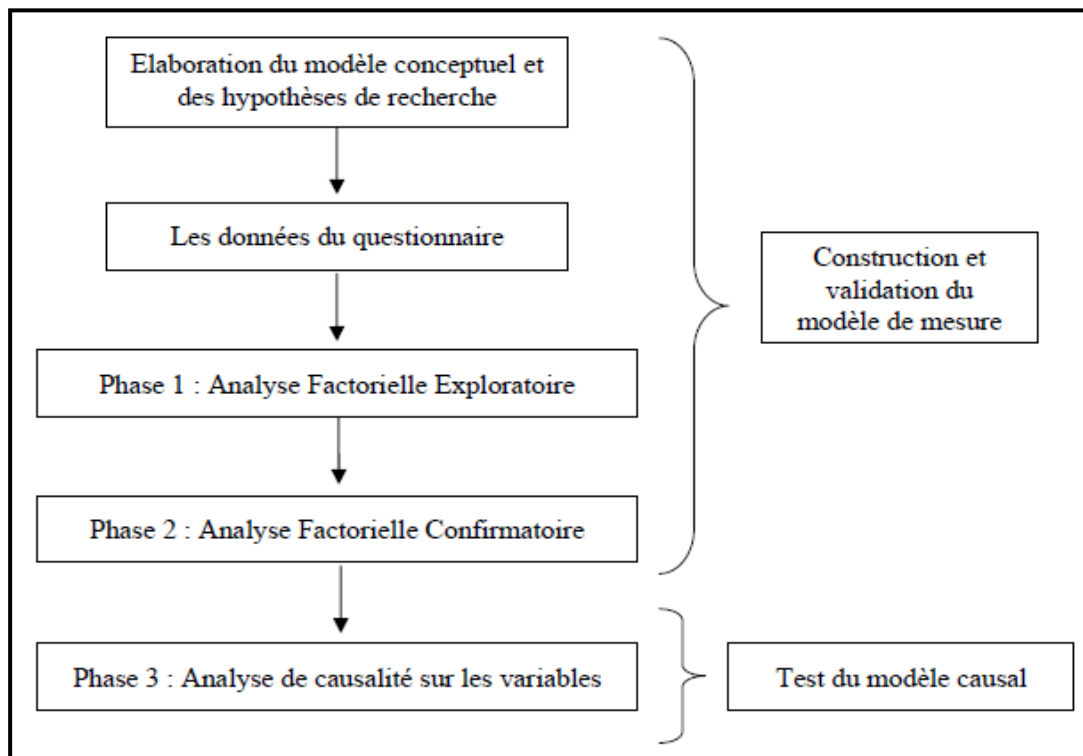 Elaboration du modèle conceptuel et
des hypothèses de recherche
Les données du questionnaire
Construction et
validation du
modèle de mesure
Phase 1 : Analyse Factorielle Exploratoire
Phase 2 : Analyse Factorielle Confirmatoire
Phase 3 : Analyse de causalité sur les variables
Test du modèle causal